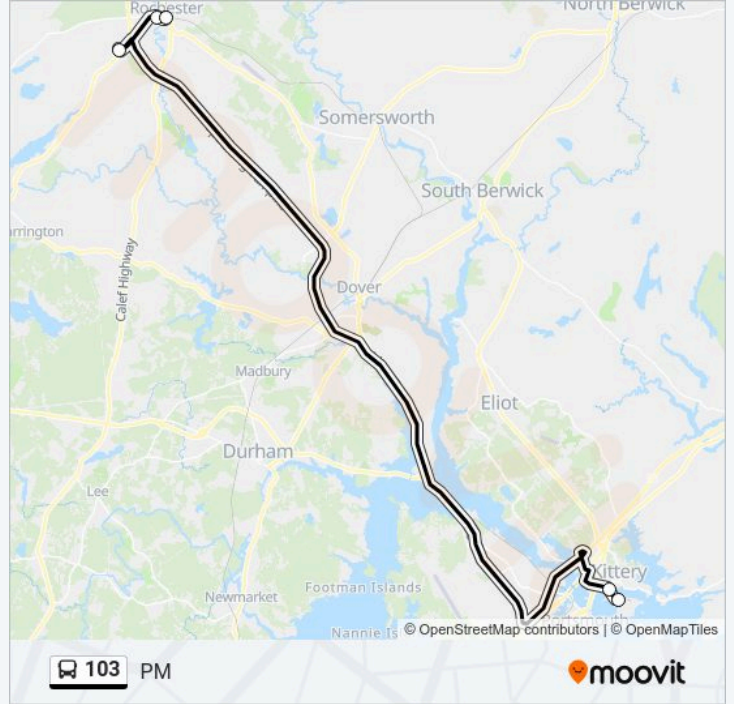 Rochester
North Berwick
Somersworth
South Berwick
arrington
Calef Highway
Dover
Madbury
Eliot
Durham
Lee
Kittery
Footman Islands
Newmarket
Portsmouth
Nannie Is
© OpenStreetMap contributors | © OpenMapTiles
103 PM
moovit